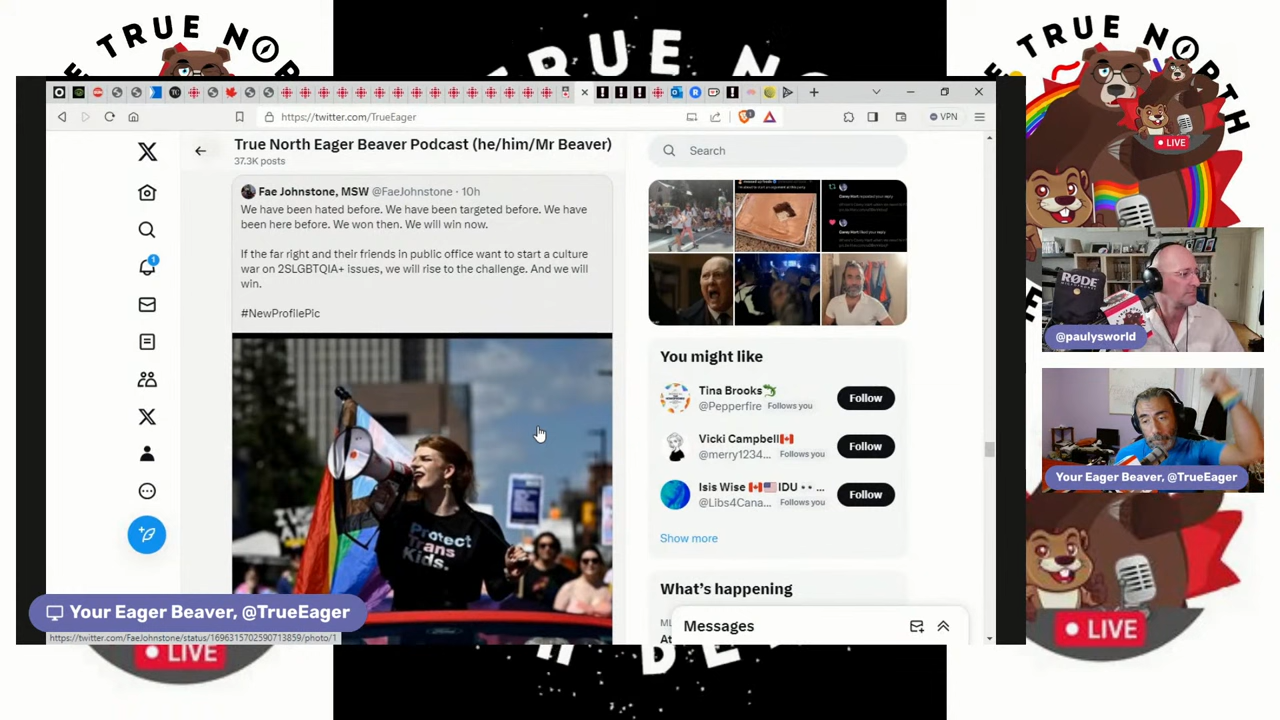 TRUE NO
TRUE N
TRUE NORTH
LIVE
https://twitter.com/TrueEager
VPN
True North Eager Beaver Podcast (he/him/Mr Beaver)
37.3K posts
Search
Fae Johnstone, MSW @FaeJohnstone · 10h
We have been hated before. We have been targeted before. We have
been here before. We won then. We will win now.
If the far right and their friends in public office want to start a culture
war on 2SLGBTQIA+ issues, we will rise to the challenge. And we will
win.
#NewProfilePic
Protect
Trans
Kids.
You might like
Tina Brooks
@Pepperfire Follows you
Follow
Vicki Campbell
@merry1234... Follows you
Follow
Isis Wise IDU ...
@Libs4Cana... Follows you
Follow
Show more
What's happening
Messages
RØDE
@paulysworld
Your Eager Beaver, @TrueEager
Your Eager Beaver, @TrueEager
https://twitter.com/FaeJohnstone/status/1696315702590713859/photo/1
LIVE
LIVE